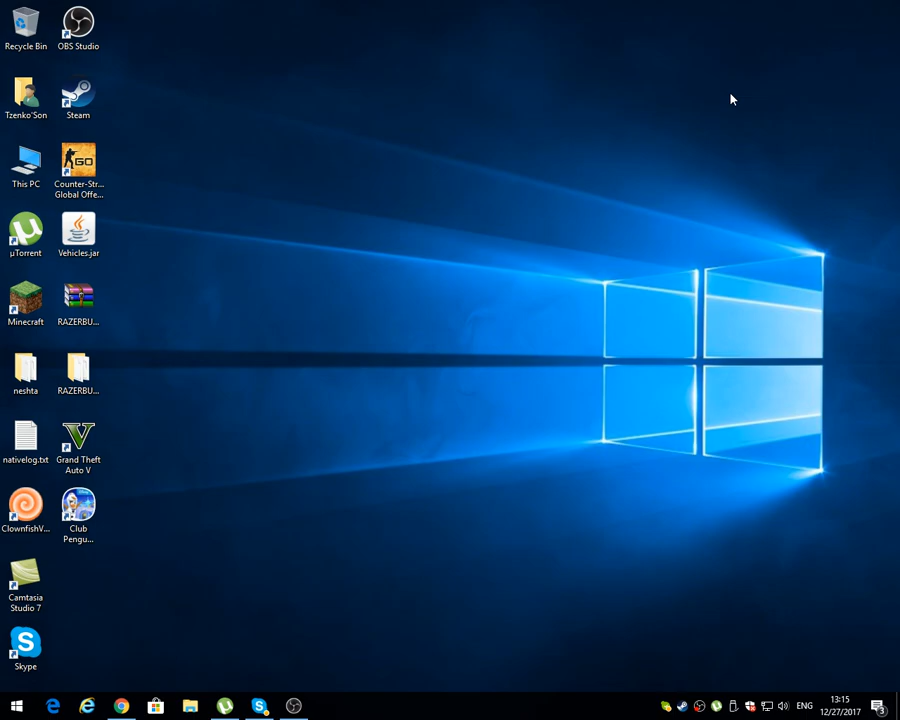 Recycle Bin
OBS Studio
Tzenko'Son
Steam
This PC
Counter-Str...
Global Offe...
GO
µTorrent
Vehicles.jar
Minecraft
RAZERBU...
neshta
RAZERBU...
nativelog.txt
Grand Theft
Auto V
ClownfishV...
Club
Pengu...
Camtasia
Studio 7
Skype
ENG
13:15
12/27/2017
3